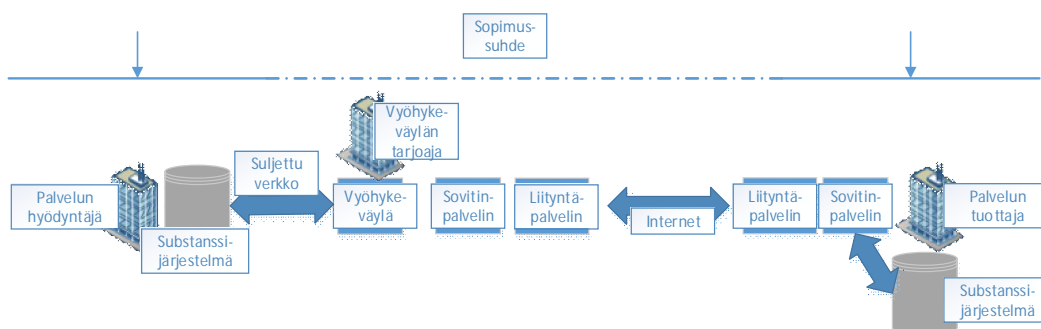 Sopimus-
suhde
Vyöhyke-
väylän
tarjoaja
Suljettu
verkko
Palvelun
hyödyntäjä
Substanssi-
järjestelmä
Vyöhyke-
väylä
Sovitin-
palvelin
Liityntä-
palvelin
Internet
Liityntä-
palvelin
Sovitin-
palvelin
Palvelun
tuottaja
Substanssi-
järjestelmä